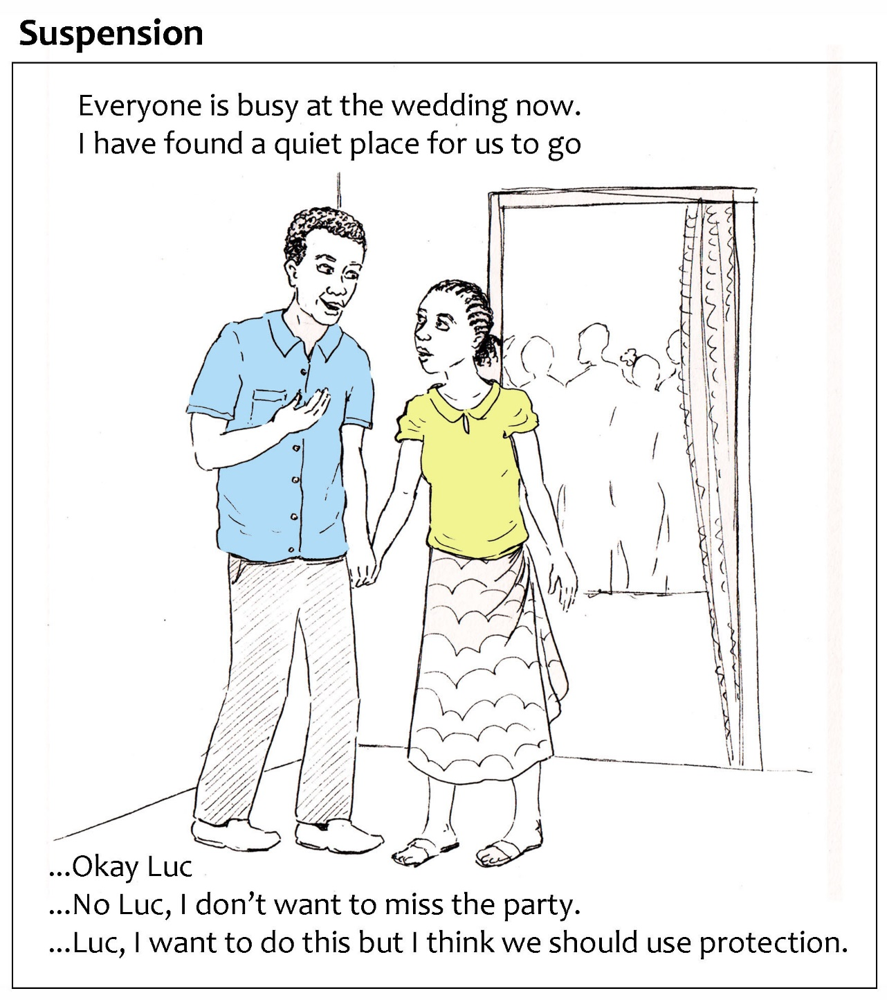 Suspension
Everyone is busy at the wedding now.
I have found a quiet place for us to go
...Okay Luc
...No Luc, I don’t want to miss the party.
...Luc, I want to do this but I think we should use protection.